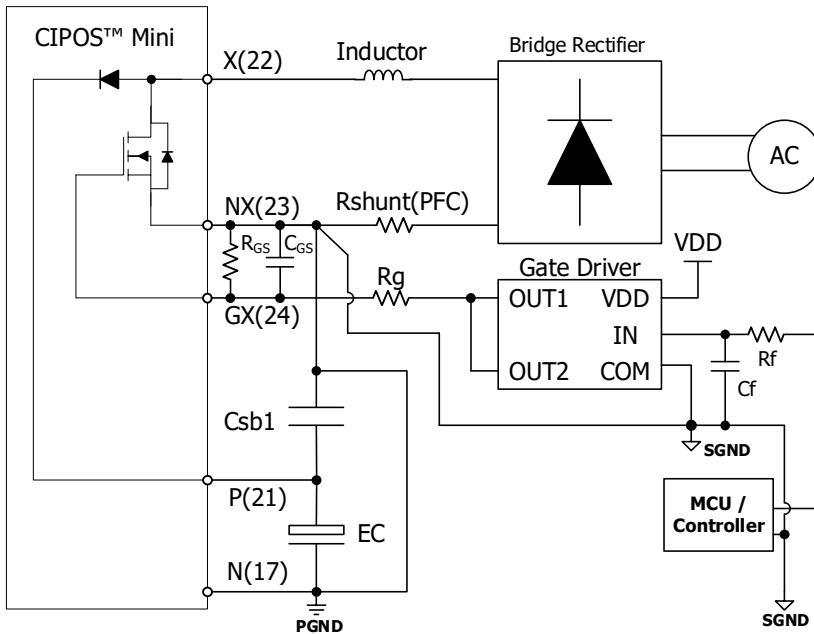 CIPOS™ Mini
X(22)
Inductor
Bridge Rectifier
AC
NX(23)
Rshunt(PFC)
RGS
CGS
GX(24)
Rg
VDD
Gate Driver
OUT1
VDD
IN
OUT2
COM
Rf
Cf
SGND
Csb1
P(21)
EC
N(17)
PGND
MCU /
Controller
SGND